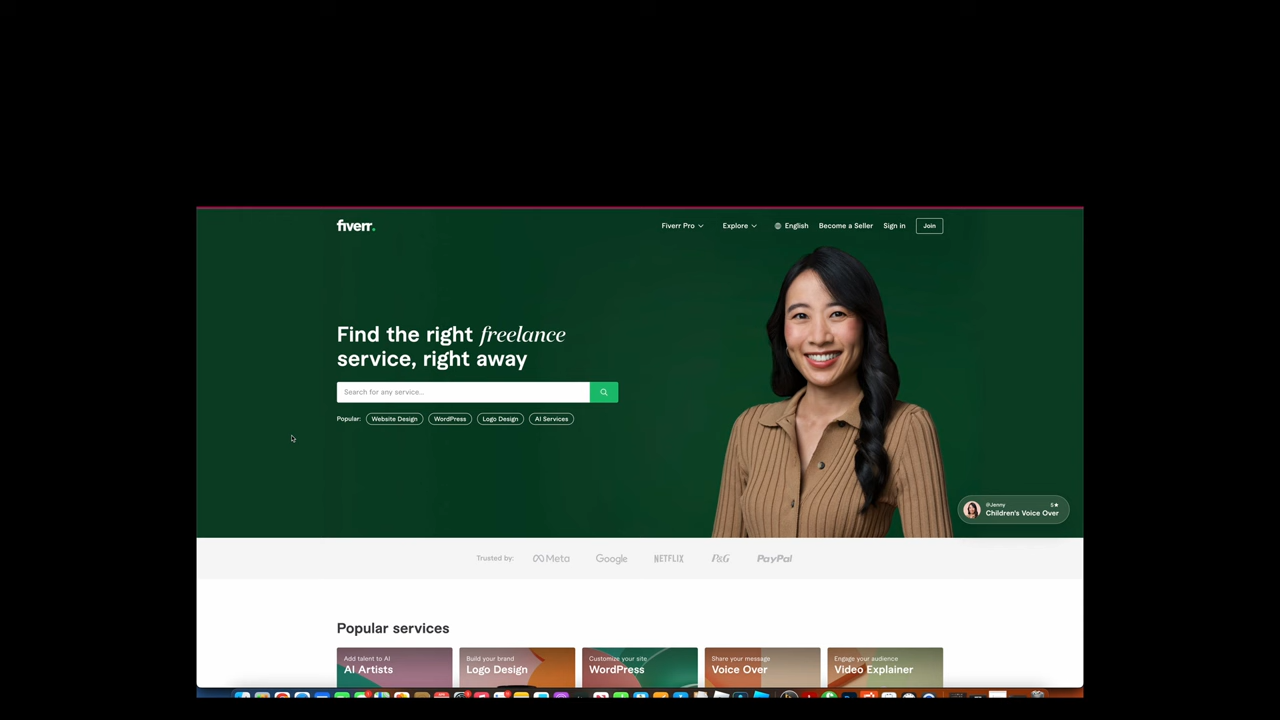 fiverr.
Fiverr Pro Explore English Become a Seller Sign in Join
Find the right freelance
service, right away
Search for any service...
Popular: Website Design WordPress Logo Design AI Services
@Jenny 5★
Children's Voice Over
Trusted by: Meta Google NETFLIX P&G PayPal
Popular services
Add talent to AI
AI Artists
Build your brand
Logo Design
Customize your site
WordPress
Share your message
Voice Over
Engage your audience
Video Explainer